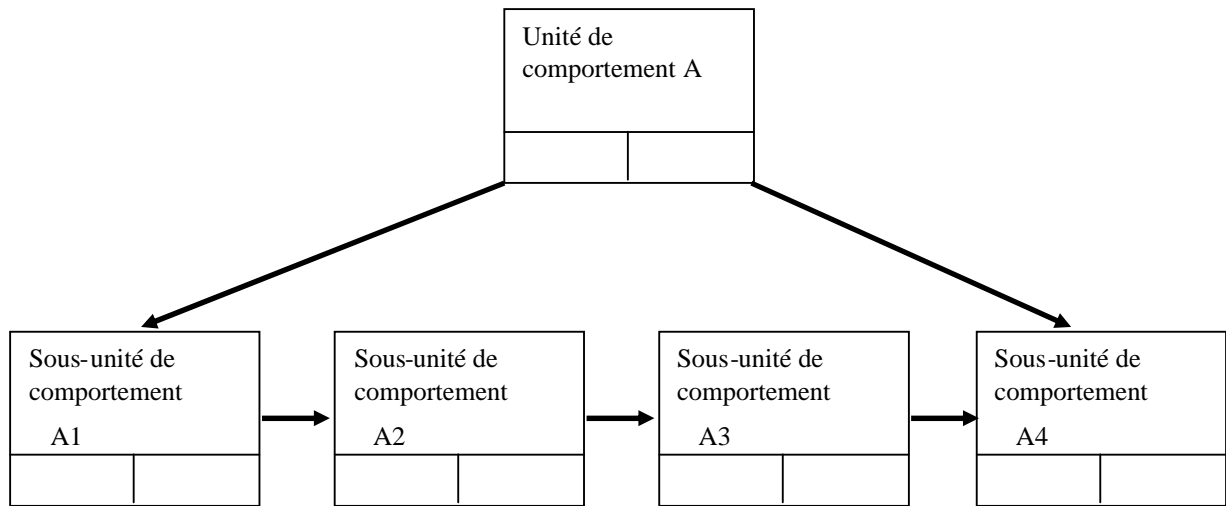 Unité de
comportement A
Sous-unité de
comportement
A1
Sous-unité de
comportement
A2
Sous-unité de
comportement
A3
Sous-unité de
comportement
A4